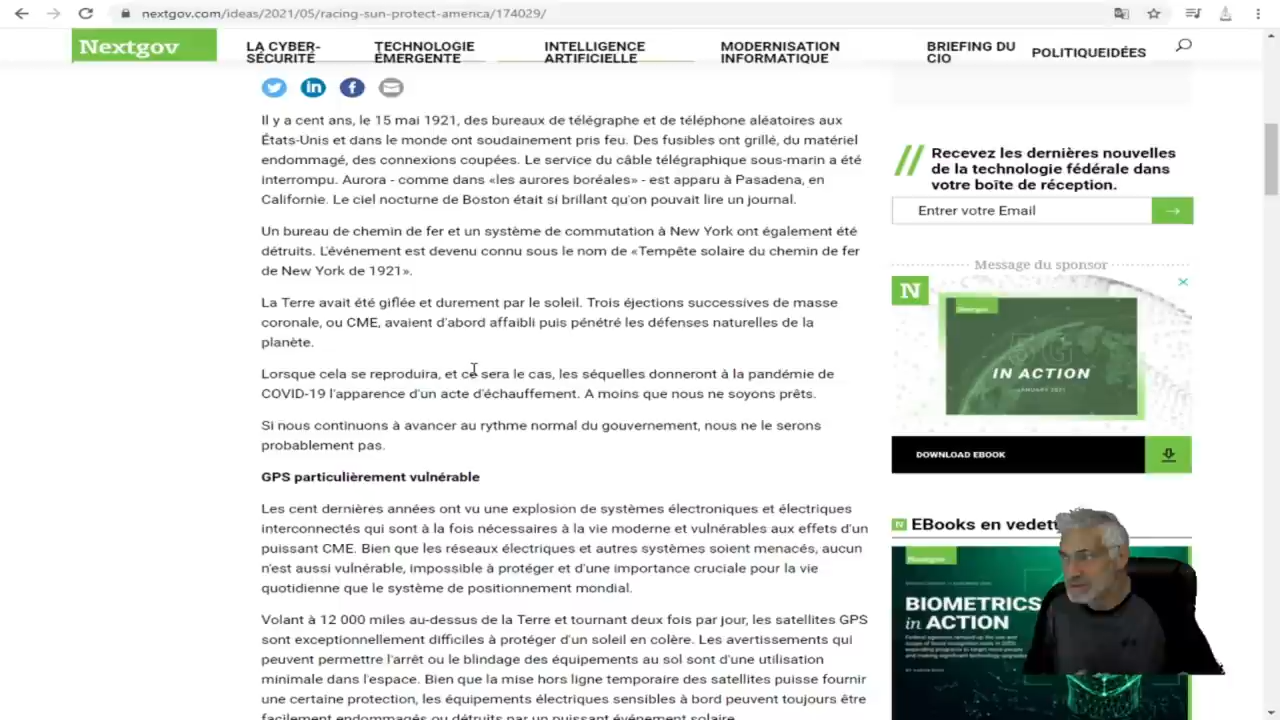 nextgov.com/ideas/2021/05/racing-sun-protect-america/174029/
Nextgov
LA CYBER-
SÉCURITÉ
TECHNOLOGIE
ÉMERGENTE
INTELLIGENCE
ARTIFICIELLE
MODERNISATION
INFORMATIQUE
BRIEFING DU
CIO
POLITIQUEIDÉES
Il y a cent ans, le 15 mai 1921, des bureaux de télégraphe et de téléphone aléatoires aux
États-Unis et dans le monde ont soudainement pris feu. Des fusibles ont grillé, du matériel
endommagé, des connexions coupées. Le service du câble télégraphique sous-marin a été
interrompu. Aurora - comme dans «les aurores boréales» - est apparu à Pasadena, en
Californie. Le ciel nocturne de Boston était si brillant qu'on pouvait lire un journal.
Un bureau de chemin de fer et un système de commutation à New York ont également été
détruits. L'événement est devenu connu sous le nom de «Tempête solaire du chemin de fer
de New York de 1921».
La Terre avait été giflée et durement par le soleil. Trois éjections successives de masse
coronale, ou CME, avaient d'abord affaibli puis pénétré les défenses naturelles de la
planète.
Lorsque cela se reproduira, et ce sera le cas, les séquelles donneront à la pandémie de
COVID-19 l'apparence d'un acte d'échauffement. A moins que nous ne soyons prêts.
Si nous continuons à avancer au rythme normal du gouvernement, nous ne le serons
probablement pas.
GPS particulièrement vulnérable
Les cent dernières années ont vu une explosion de systèmes électroniques et électriques
interconnectés qui sont à la fois nécessaires à la vie moderne et vulnérables aux effets d'un
puissant CME. Bien que les réseaux électriques et autres systèmes soient menacés, aucun
n'est aussi vulnérable, impossible à protéger et d'une importance cruciale pour la vie
quotidienne que le système de positionnement mondial.
Volant à 12 000 miles au-dessus de la Terre et tournant deux fois par jour, les satellites GPS
sont exceptionnellement difficiles à protéger d'un soleil en colère. Les avertissements qui
peuvent permettre l'arrêt ou le blindage des équipements au sol sont d'une utilisation
minimale dans l'espace. Bien que la mise hors ligne temporaire des satellites puisse fournir
une certaine protection, les équipements électriques sensibles à bord peuvent toujours être
facilement endommagés ou détruits par un puissant événement solaire.
Recevez les dernières nouvelles
de la technologie fédérale dans
votre boîte de réception.
Entrer votre Email
Message du sponsor
N
Nextgov
5G
IN ACTION
JANUARY 2021
DOWNLOAD EBOOK
N EBooks en vedett
Nextgov
BIOMETRICS
in ACTION